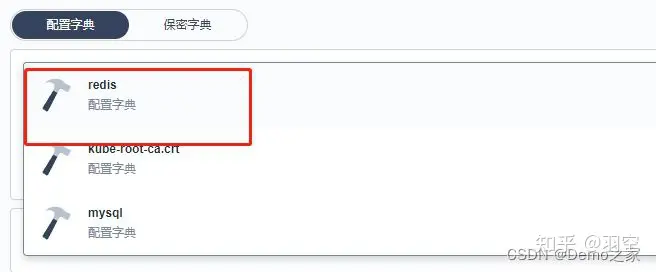 配置字典 保密字典
redis
配置字典
kube-root-ca.crt
配置字典
mysql
配置字典
知乎 @羽空
CSDN @Demo之家